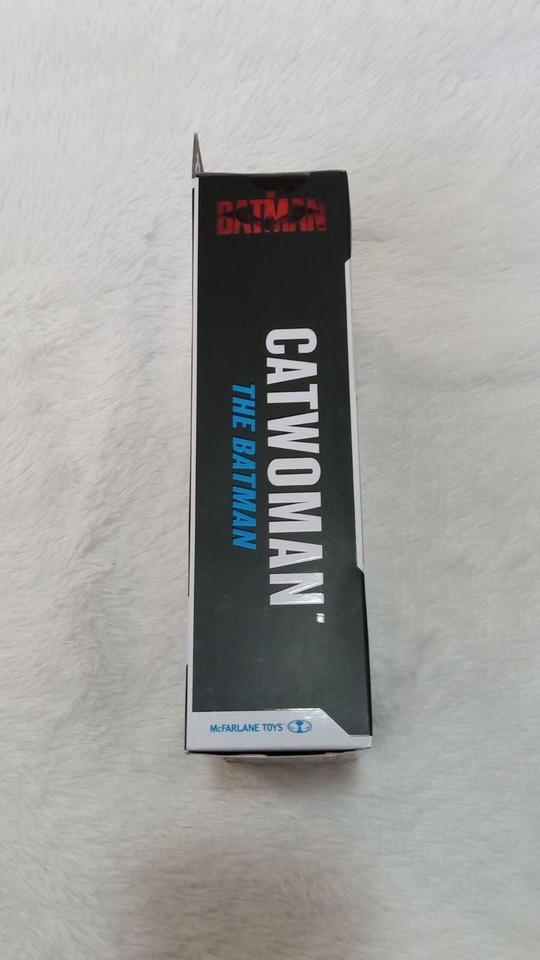 BATMAN
CATWOMAN™
THE BATMAN
McFARLANE TOYS